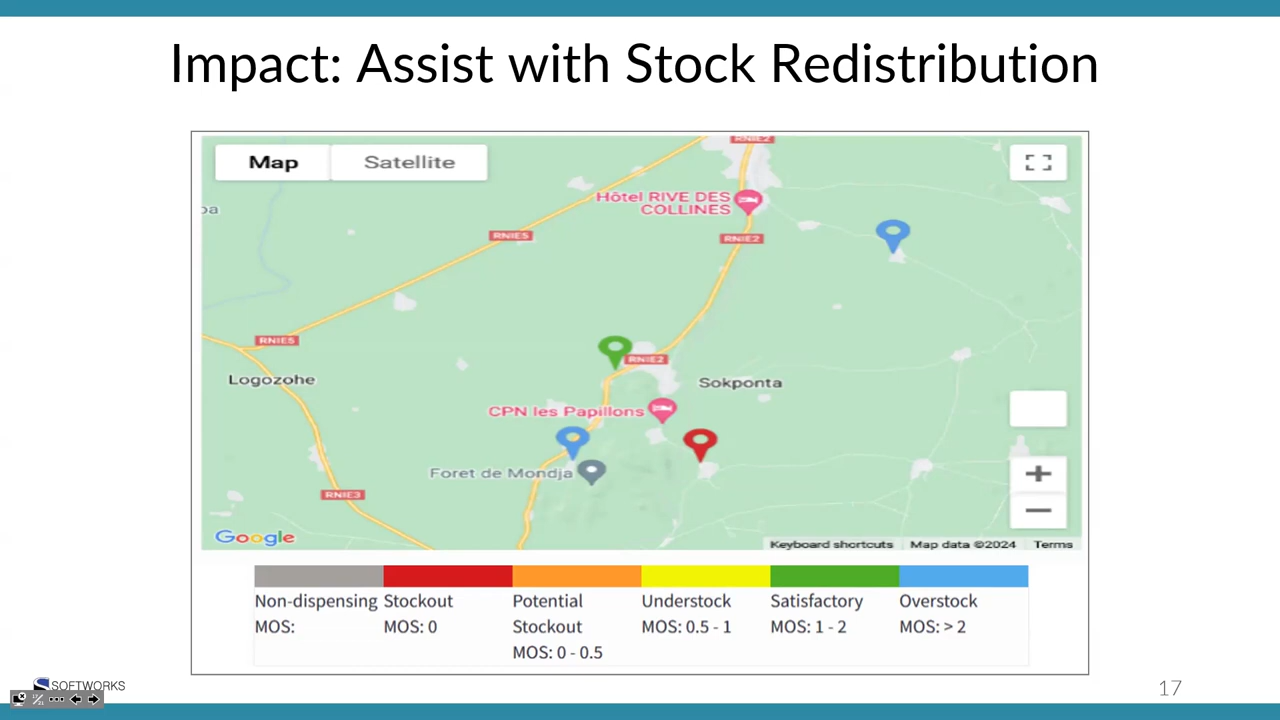 Impact: Assist with Stock Redistribution
Map
Satellite
RNIE2
Hôtel RIVE DES
COLLINES
oa
RNIE5
RNIE2
RNIE5
RNIE2
Logozohe
Sokponta
CPN les Papillons
Foret de Mondja
RNIE3
Google
Keyboard shortcuts
Map data ©2024
Terms
Non-dispensing
MOS:
Stockout
MOS: 0
Potential
Stockout
MOS: 0 - 0.5
Understock
MOS: 0.5 - 1
Satisfactory
MOS: 1 - 2
Overstock
MOS: > 2
SOFTWORKS
17